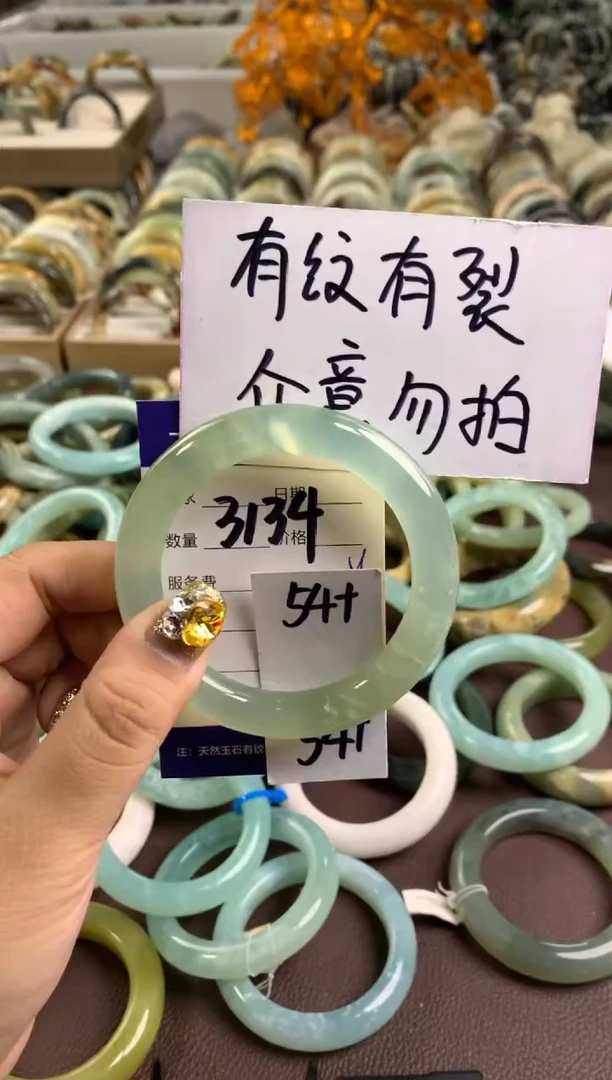 有纹有裂
介意勿拍
日期
3134
数量
价格
服务费
54+
54+
注：天然玉石有纹